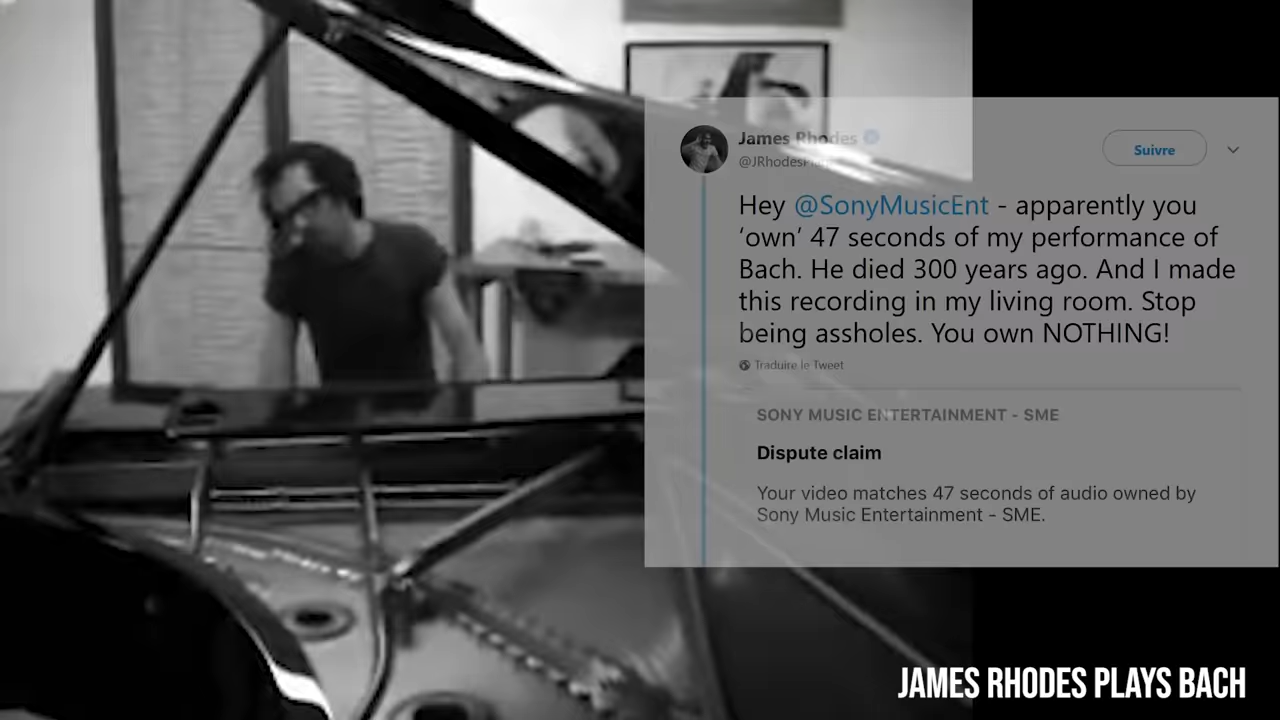 James Rhodes
@JRhodesPi
Suivre
Hey @SonyMusicEnt - apparently you
‘own’ 47 seconds of my performance of
Bach. He died 300 years ago. And I made
this recording in my living room. Stop
being assholes. You own NOTHING!
Traduire le Tweet
SONY MUSIC ENTERTAINMENT - SME
Dispute claim
Your video matches 47 seconds of audio owned by
Sony Music Entertainment - SME.
JAMES RHODES PLAYS BACH